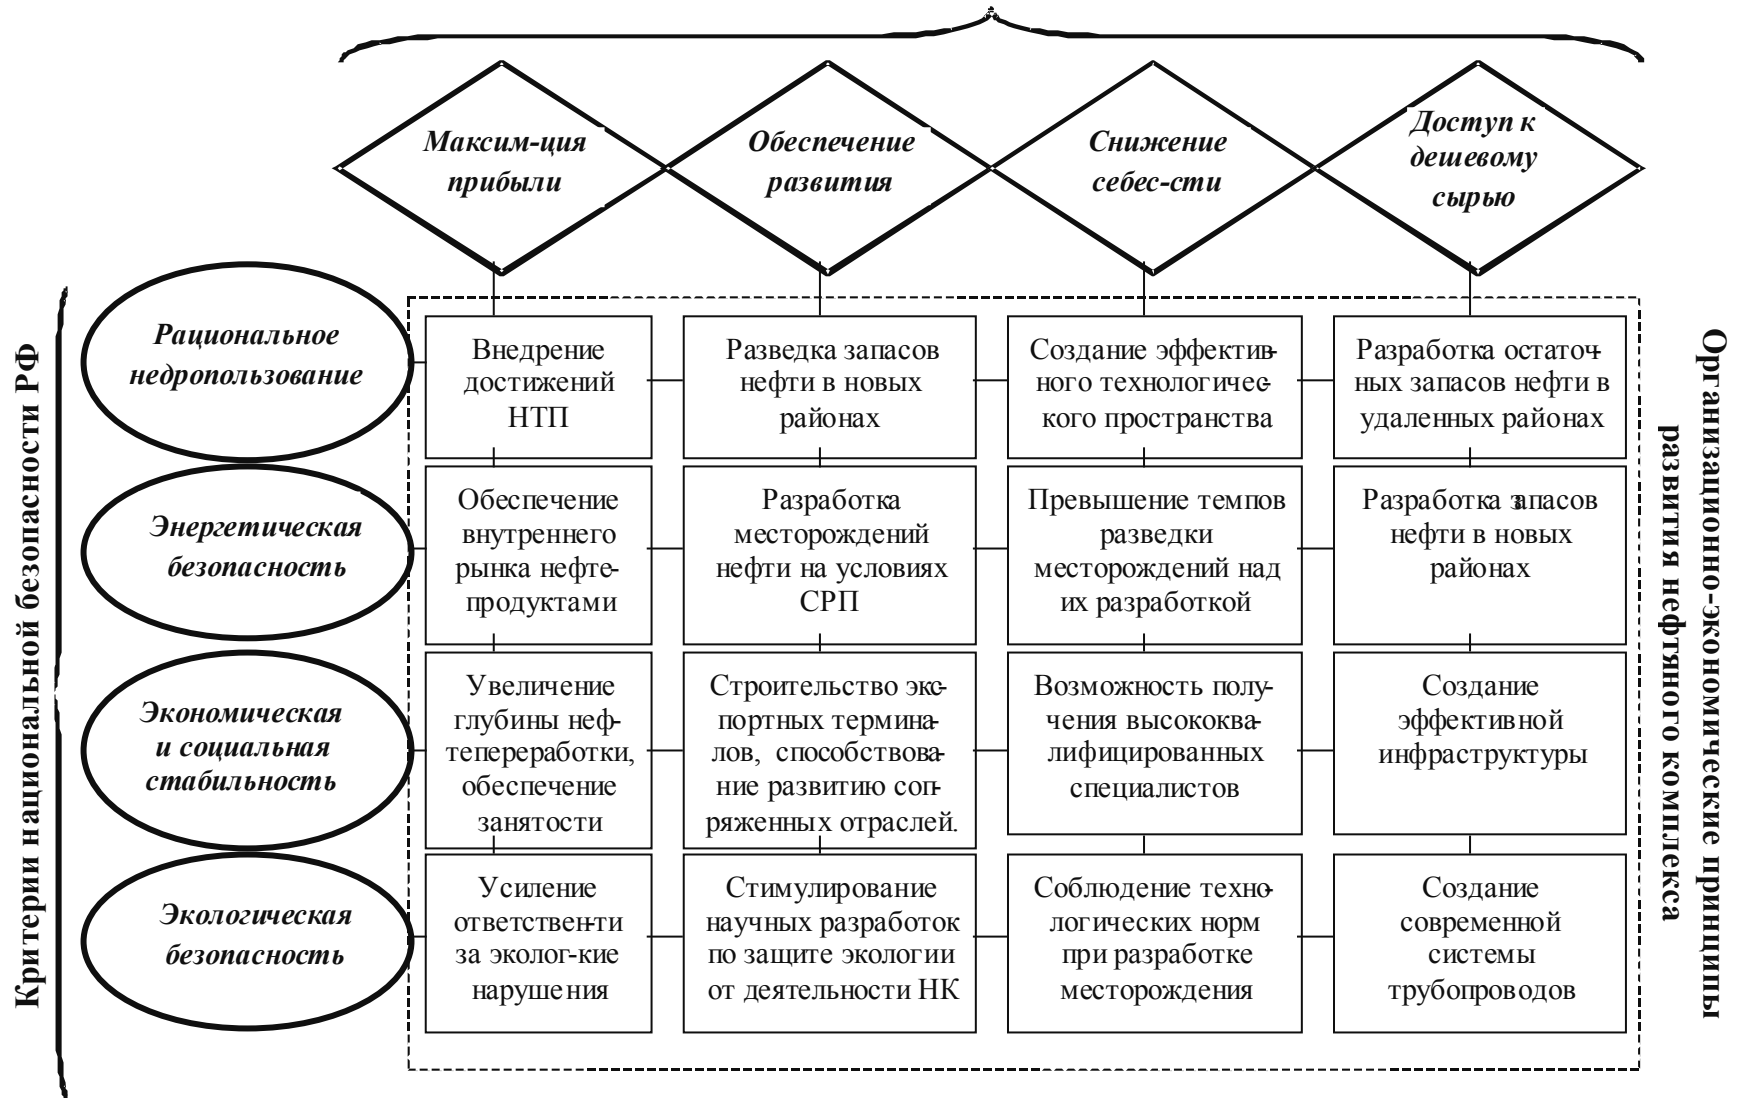 Максим-ция
прибыли
Обеспечение
развития
Снижение
себес-сти
Доступ к
дешевому
сырью
Критерии национальной безопасности РФ
Рациональное
недропользование
Внедрение
достижений
НТП
Разведка запасов
нефти в новых
районах
Создание эффектив-
ного технологичес-
кого пространства
Разработка остаточ-
ных запасов нефти в
удаленных районах
Энергетическая
безопасность
Обеспечение
внутреннего
рынка нефте-
продуктами
Разработка
месторождений
нефти на условиях
СРП
Превышение темпов
разведки
месторождений над
их разработкой
Разработка запасов
нефти в новых
районах
Экономическая
и социальная
стабильность
Увеличение
глубины неф-
тепереработки,
обеспечение
занятости
Строительство экс-
портных термина-
лов, способствова-
ние развитию соп-
ряженных отраслей.
Возможность полу-
чения высококва-
лифицированных
специалистов
Создание
эффективной
инфраструктуры
Экологическая
безопасность
Усиление
ответствен-ти
за эколог-кие
нарушения
Стимулирование
научных разработок
по защите экологии
от деятельности НК
Соблюдение техно-
логических норм
при разработке
месторождения
Создание
современной
системы
трубопроводов
Организационно-экономические принципы
развития нефтяного комплекса